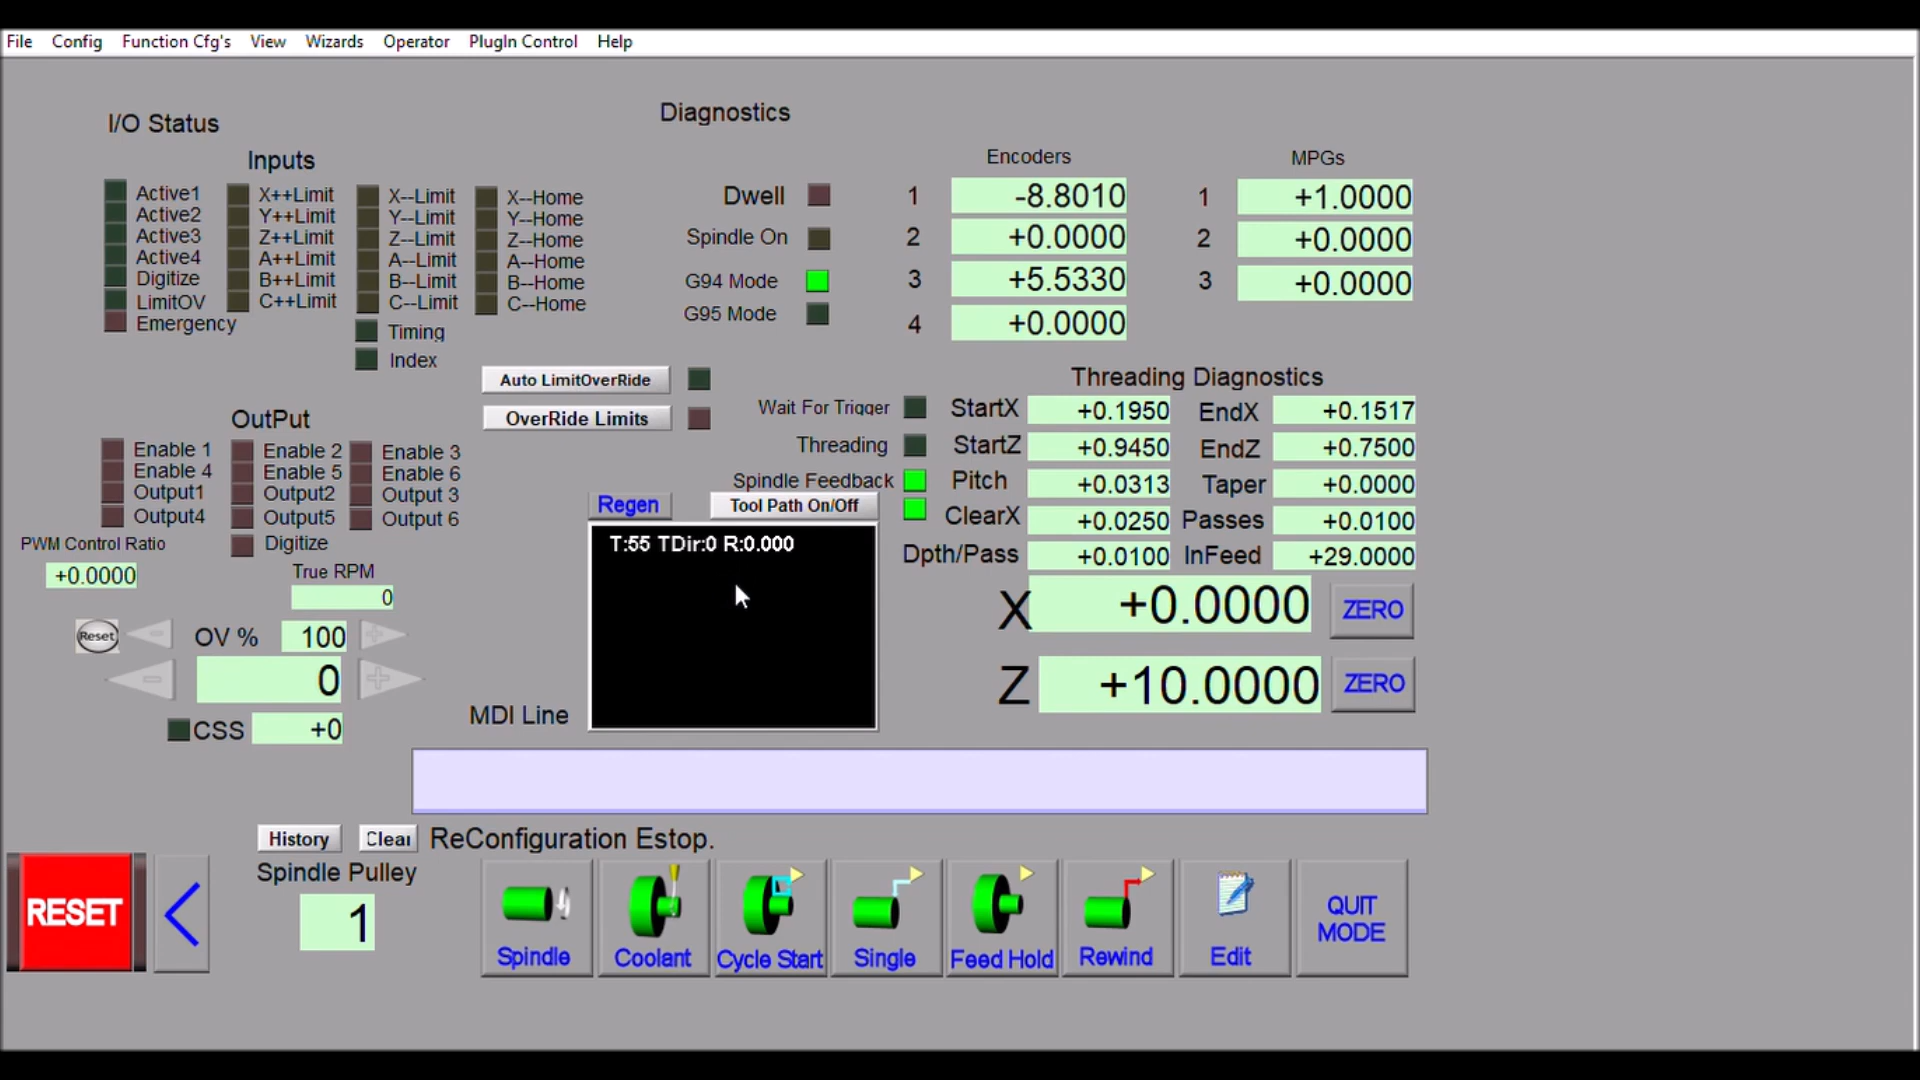 File Config Function Cfg's View Wizards Operator PlugIn Control Help
I/O Status
Inputs
Active1
Active2
Active3
Active4
Digitize
LimitOV
Emergency
X++Limit
Y++Limit
Z++Limit
A++Limit
B++Limit
C++Limit
X--Limit
Y--Limit
Z--Limit
A--Limit
B--Limit
C--Limit
Timing
Index
X--Home
Y--Home
Z--Home
A--Home
B--Home
C--Home
Diagnostics
Dwell
Spindle On
G94 Mode
G95 Mode
Encoders
1 -8.8010
2 +0.0000
3 +5.5330
4 +0.0000
MPGs
1 +1.0000
2 +0.0000
3 +0.0000
Auto LimitOverRide
OverRide Limits
OutPut
Enable 1 Enable 2 Enable 3
Enable 4 Enable 5 Enable 6
Output1 Output2 Output 3
Output4 Output5 Output 6
Digitize
PWM Control Ratio
+0.0000
True RPM
0
Reset OV % 100
0
CSS +0
Wait For Trigger
Threading
Spindle Feedback
Threading Diagnostics
StartX +0.1950 EndX +0.1517
StartZ +0.9450 EndZ +0.7500
Pitch +0.0313 Taper +0.0000
ClearX +0.0250 Passes +0.0100
Dpth/Pass +0.0100 InFeed +29.0000
Regen Tool Path On/Off
T:55 TDir:0 R:0.000
X +0.0000 ZERO
Z +10.0000 ZERO
MDI Line
History Clear ReConfiguration Estop.
Spindle Pulley
1
RESET
Spindle Coolant Cycle Start Single Feed Hold Rewind Edit
QUIT
MODE